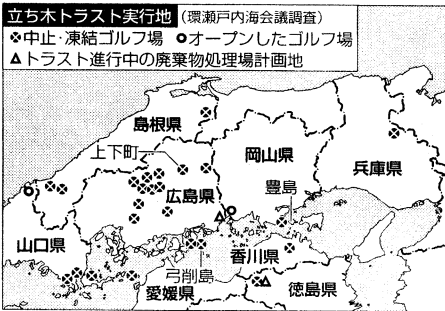 立ち木トラスト実行地(環瀬戸内海会議調査)
中止・凍結ゴルフ場 オープンしたゴルフ場
トラスト進行中の廃棄物処理場計画地
島根県
上下町
岡山県
兵庫県
広島県
豊島
山口県
香川県
弓削島
愛媛県
徳島県